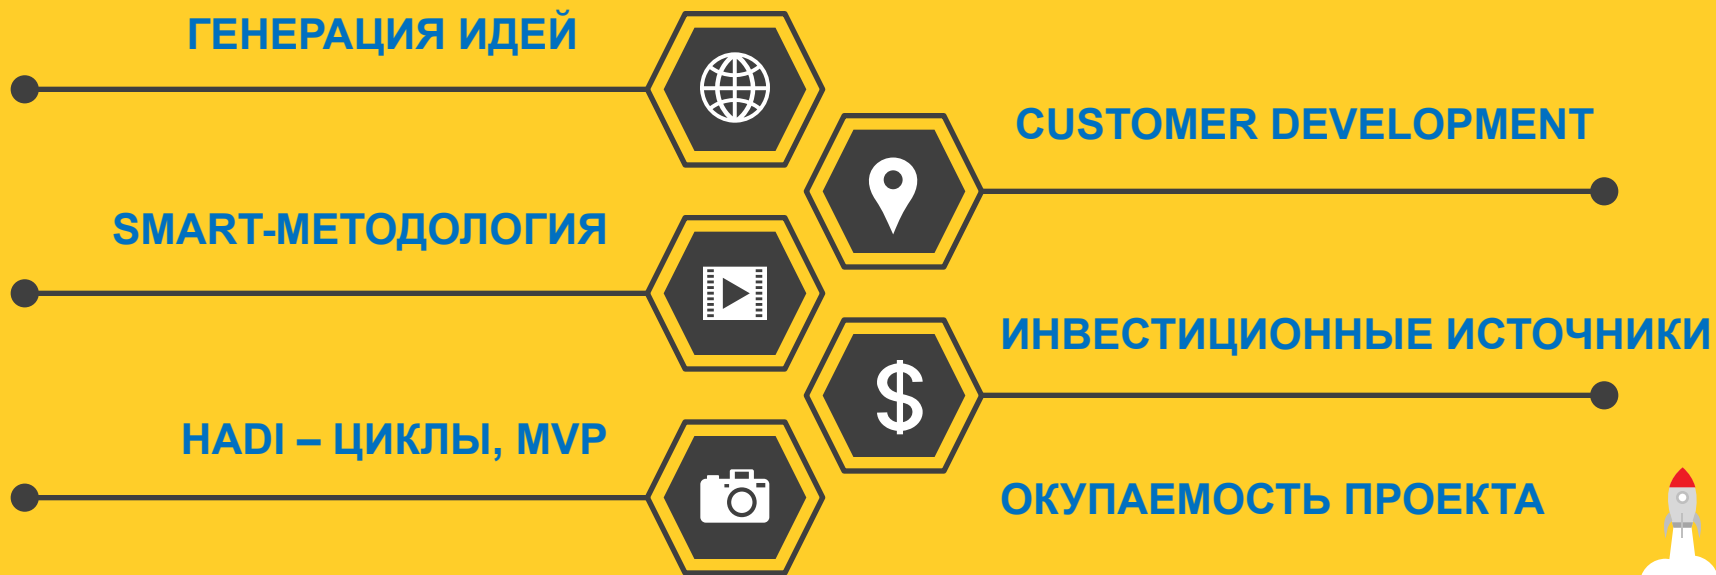 ГЕНЕРАЦИЯ ИДЕЙ
CUSTOMER DEVELOPMENT
SMART-МЕТОДОЛОГИЯ
ИНВЕСТИЦИОННЫЕ ИСТОЧНИКИ
HADI – ЦИКЛЫ, MVP
ОКУПАЕМОСТЬ ПРОЕКТА